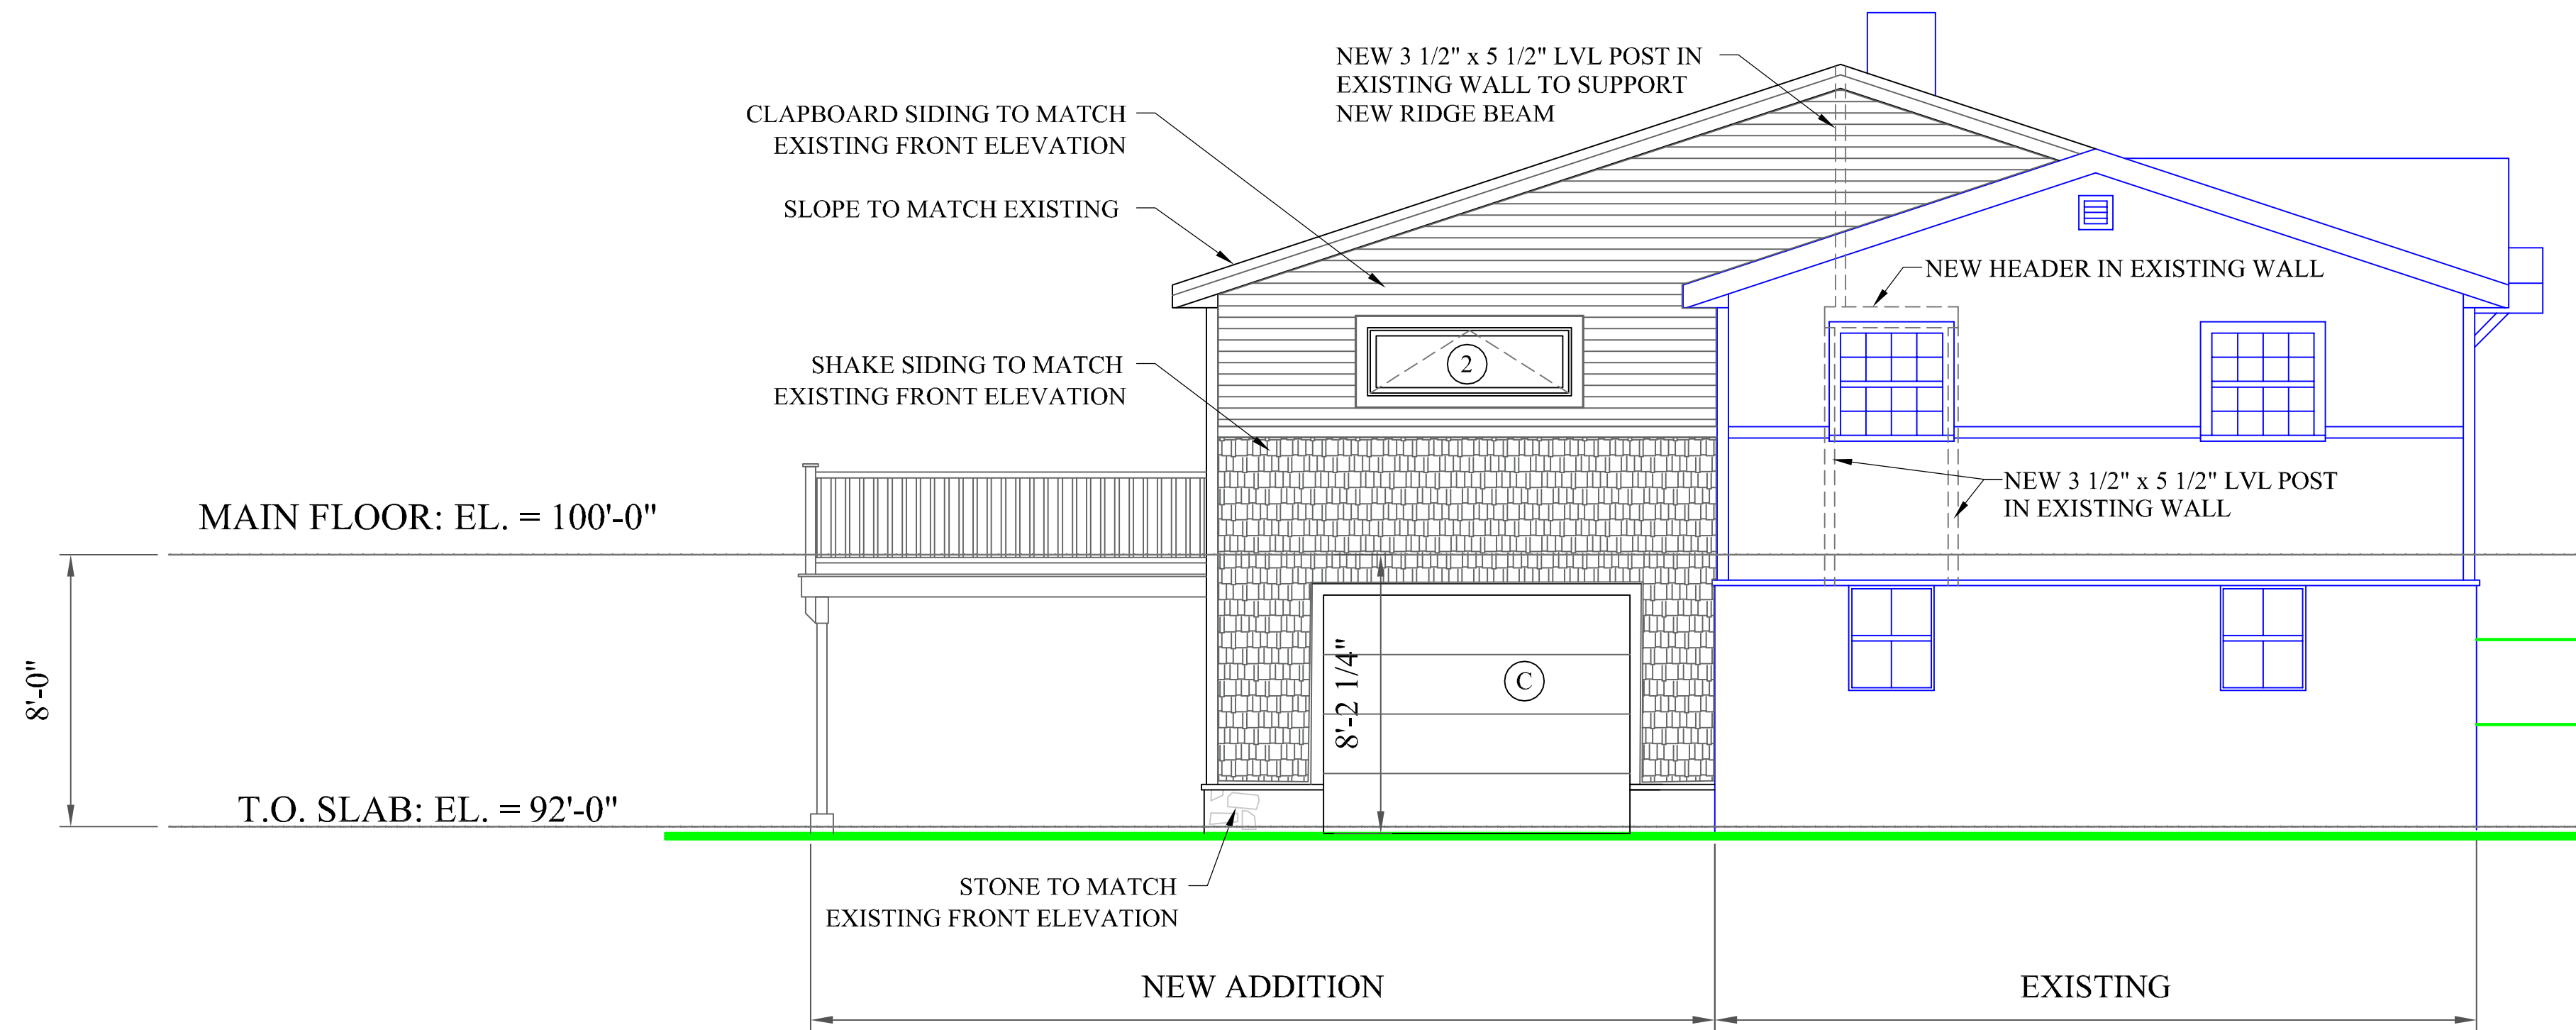 NEW 3 1/2" x 5 1/2" LVL POST IN
EXISTING WALL TO SUPPORT
NEW RIDGE BEAM
CLAPBOARD SIDING TO MATCH
EXISTING FRONT ELEVATION
SLOPE TO MATCH EXISTING
NEW HEADER IN EXISTING WALL
SHAKE SIDING TO MATCH
EXISTING FRONT ELEVATION
2
NEW 3 1/2" x 5 1/2" LVL POST
IN EXISTING WALL
MAIN FLOOR: EL. = 100'-0"
8'-0"
8'-2 1/4"
C
T.O. SLAB: EL. = 92'-0"
STONE TO MATCH
EXISTING FRONT ELEVATION
NEW ADDITION
EXISTING